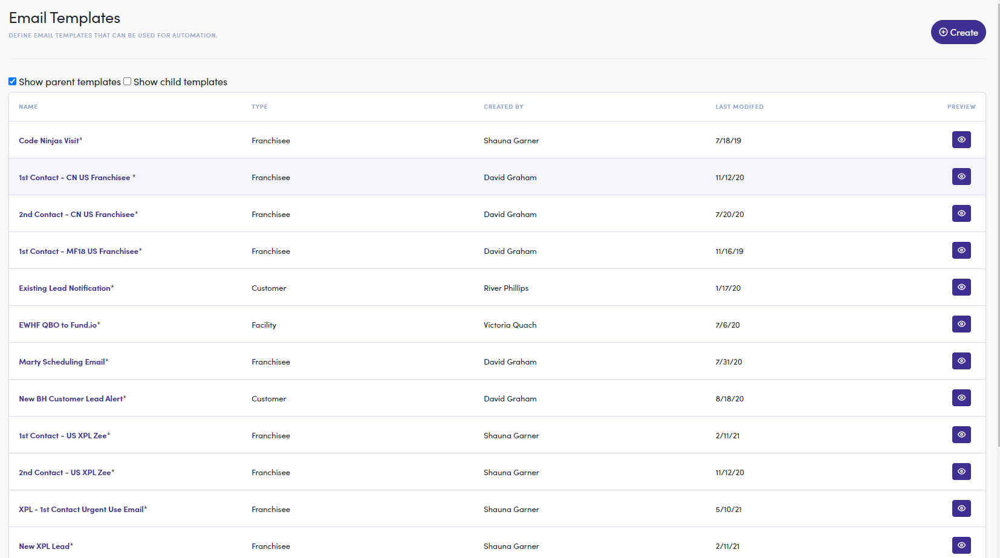 Email Templates
DEFINE EMAIL TEMPLATES THAT CAN BE USED FOR AUTOMATION.
Create
Show parent templates Show child templates
NAME TYPE CREATED BY LAST MODIFED PREVIEW
Code Ninjas Visit* Franchisee Shauna Garner 7/18/19
1st Contact - CN US Franchisee * Franchisee David Graham 11/12/20
2nd Contact - CN US Franchisee* Franchisee David Graham 7/20/20
1st Contact - MF18 US Franchisee* Franchisee David Graham 11/16/19
Existing Lead Notification* Customer River Phillips 1/17/20
EWHF QBO to Fund.io* Facility Victoria Quach 7/6/20
Marty Scheduling Email* Franchisee David Graham 7/31/20
New BH Customer Lead Alert* Customer David Graham 8/18/20
1st Contact - US XPL Zee* Franchisee Shauna Garner 2/11/21
2nd Contact - US XPL Zee* Franchisee Shauna Garner 11/12/20
XPL - 1st Contact Urgent Use Email* Franchisee Shauna Garner 5/10/21
New XPL Lead* Franchisee Shauna Garner 2/11/21